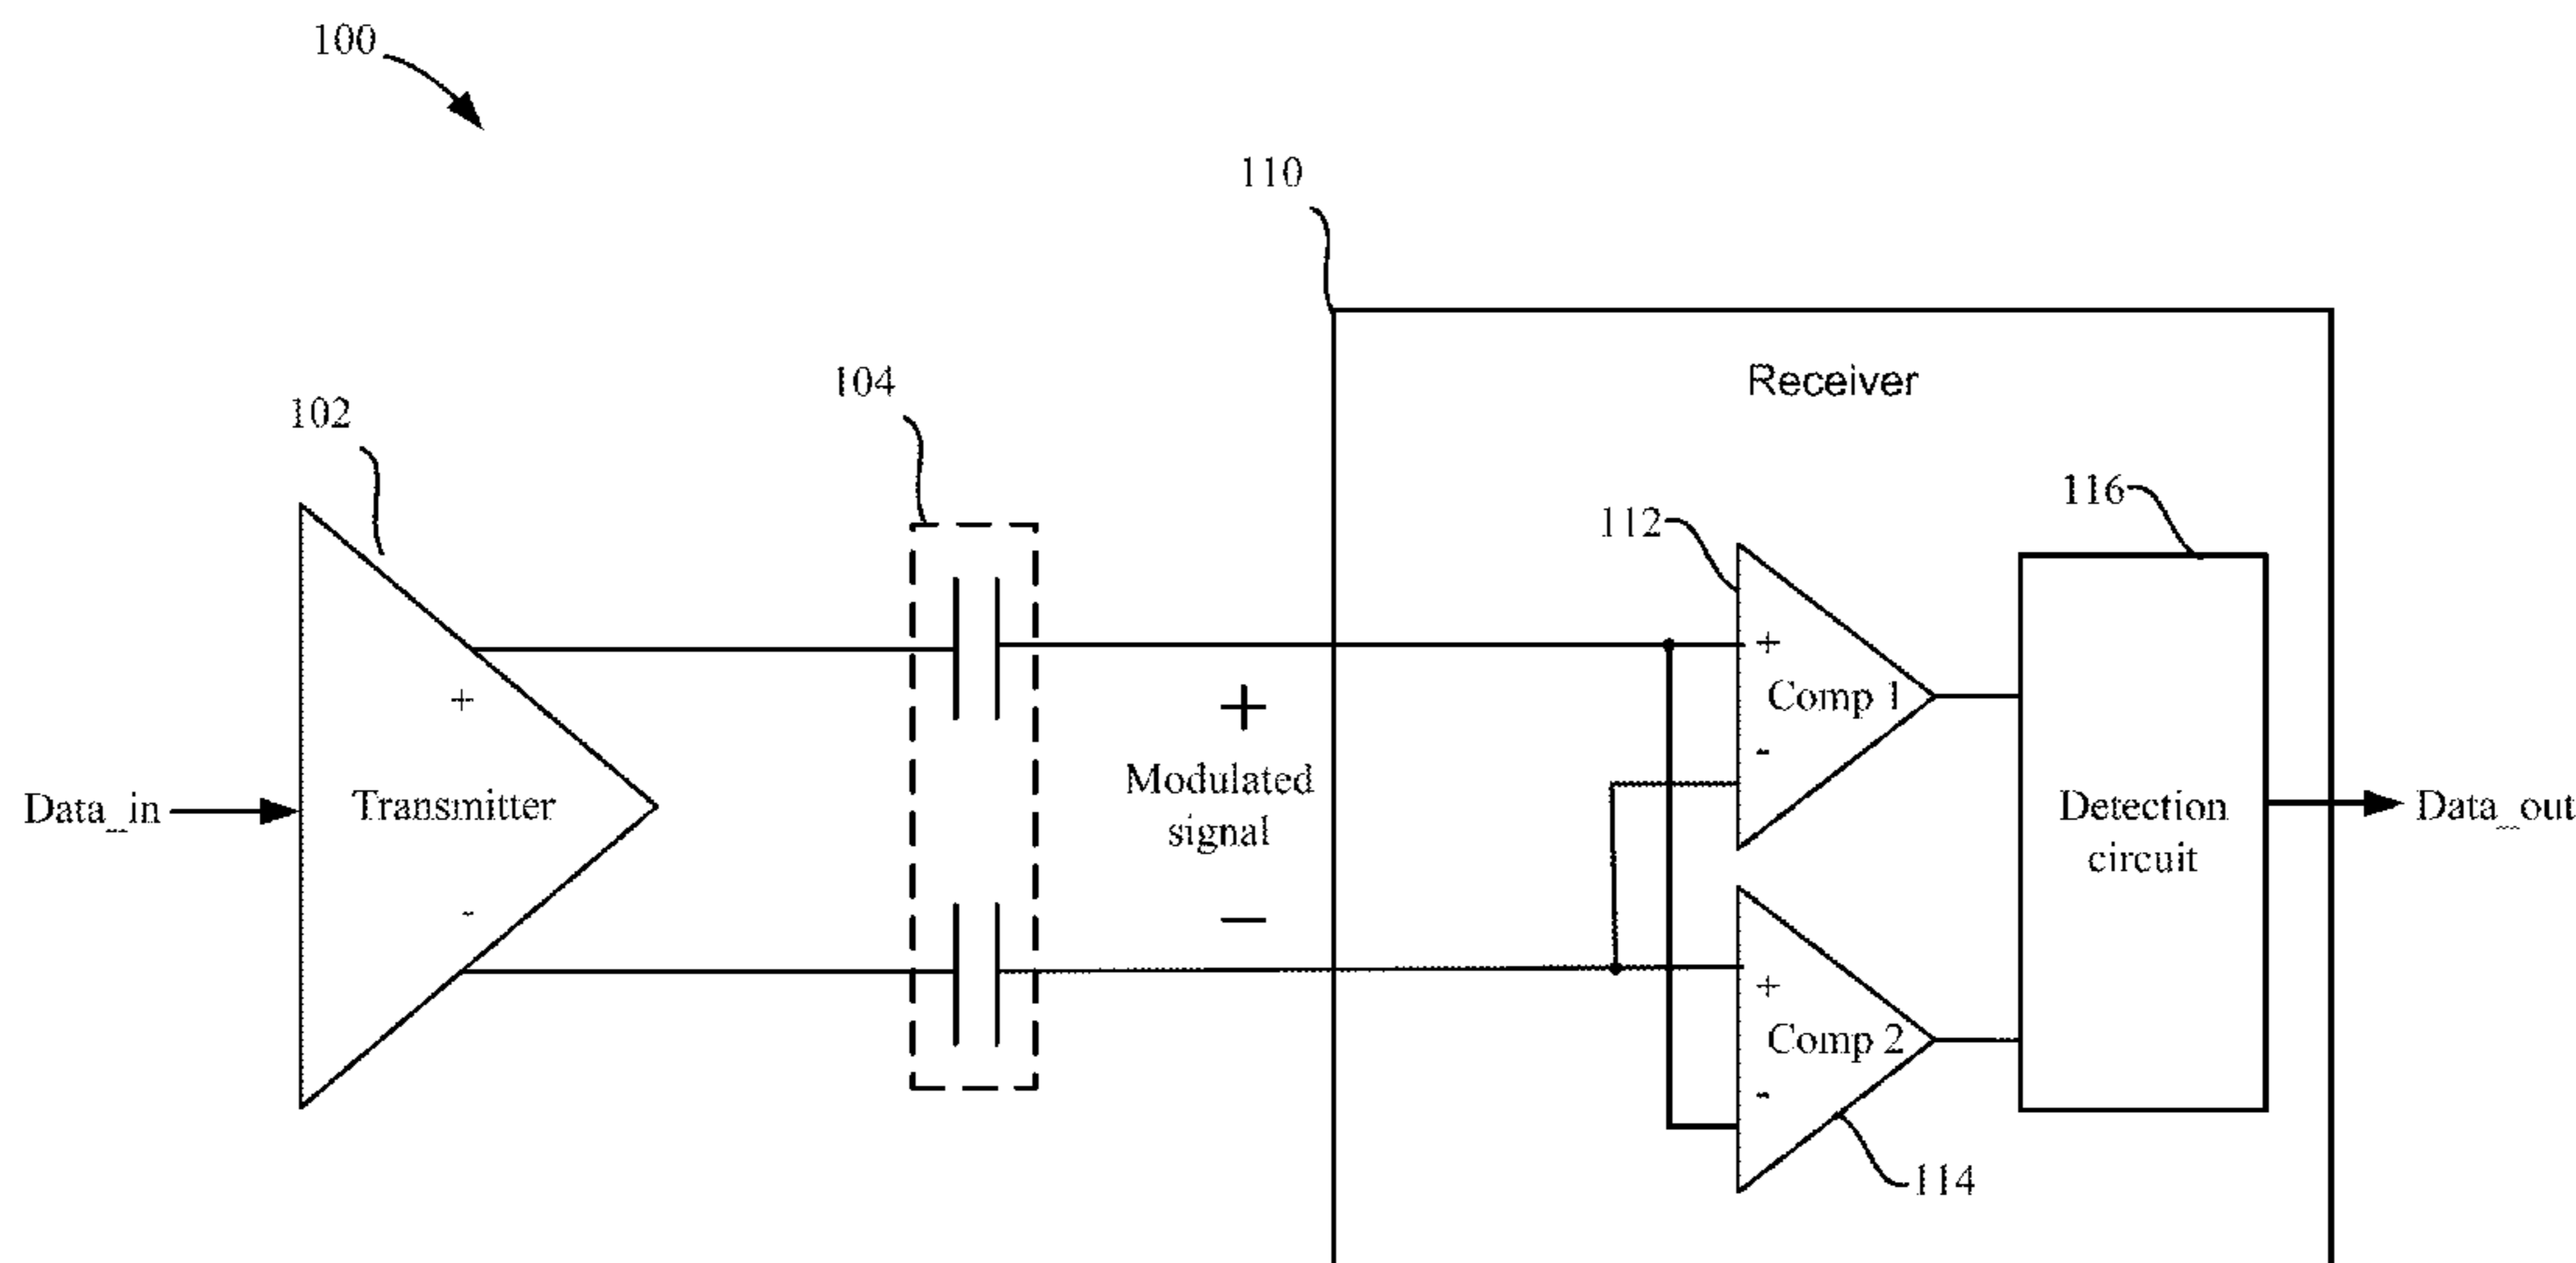 100
110
Receiver
104
102
116
112
+
+
Comp 1
-
+
Modulated
signal
-
Data_in
Transmitter
Detection
circuit
Data_out
-
+
Comp 2
-
114